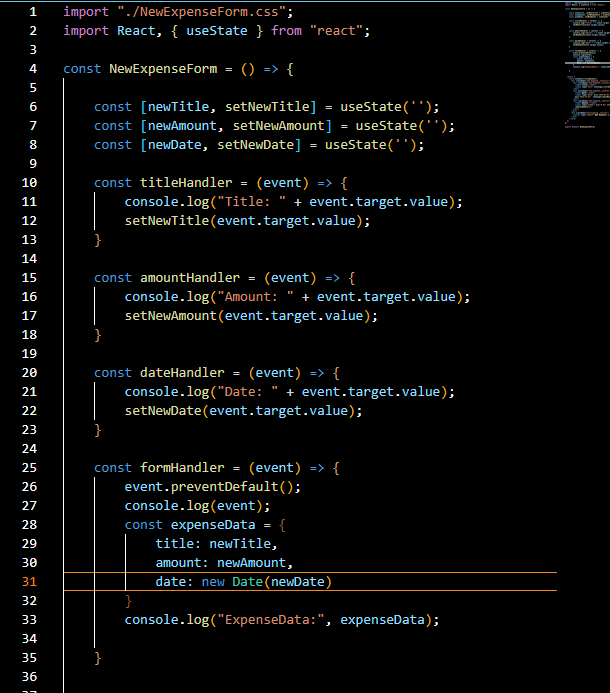 1 import "./NewExpenseForm.css";
2 import React, { useState } from "react";
3
4 const NewExpenseForm = () => {
5
6 const [newTitle, setNewTitle] = useState('');
7 const [newAmount, setNewAmount] = useState('');
8 const [newDate, setNewDate] = useState('');
9
10 const titleHandler = (event) => {
11 console.log("Title: " + event.target.value);
12 setNewTitle(event.target.value);
13 }
14
15 const amountHandler = (event) => {
16 console.log("Amount: " + event.target.value);
17 setNewAmount(event.target.value);
18 }
19
20 const dateHandler = (event) => {
21 console.log("Date: " + event.target.value);
22 setNewDate(event.target.value);
23 }
24
25 const formHandler = (event) => {
26 event.preventDefault();
27 console.log(event);
28 const expenseData = {
29 title: newTitle,
30 amount: newAmount,
31 date: new Date(newDate)
32 }
33 console.log("ExpenseData:", expenseData);
34
35 }
36